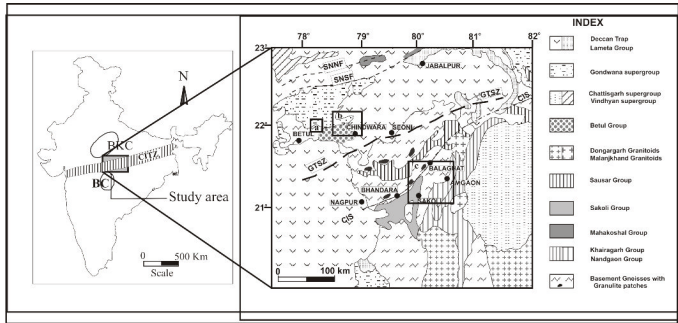 N
BKC
CITZ
BC
Study area
0 500 Km
Scale
78° 79° 80° 81° 82°
23°
22°
21°
SNNF
SNSF
JABALPUR
GTSZ
CIS
a
b
BETUL
CHINDWARA
SEONI
GTSZ
c
BALAGHAT
AMGAON
BHANDARA
NAGPUR
SAKOLI
CIS
0 100 km
INDEX
Deccan Trap
Lameta Group
Gondwana supergroup
Chattisgarh supergroup
Vindhyan supergroup
Betul Group
Dongargarh Granitoids
Malanjkhand Granitoids
Sausar Group
Sakoli Group
Mahakoshal Group
Khairagarh Group
Nandgaon Group
Basement Gneisses with
Granulite patches